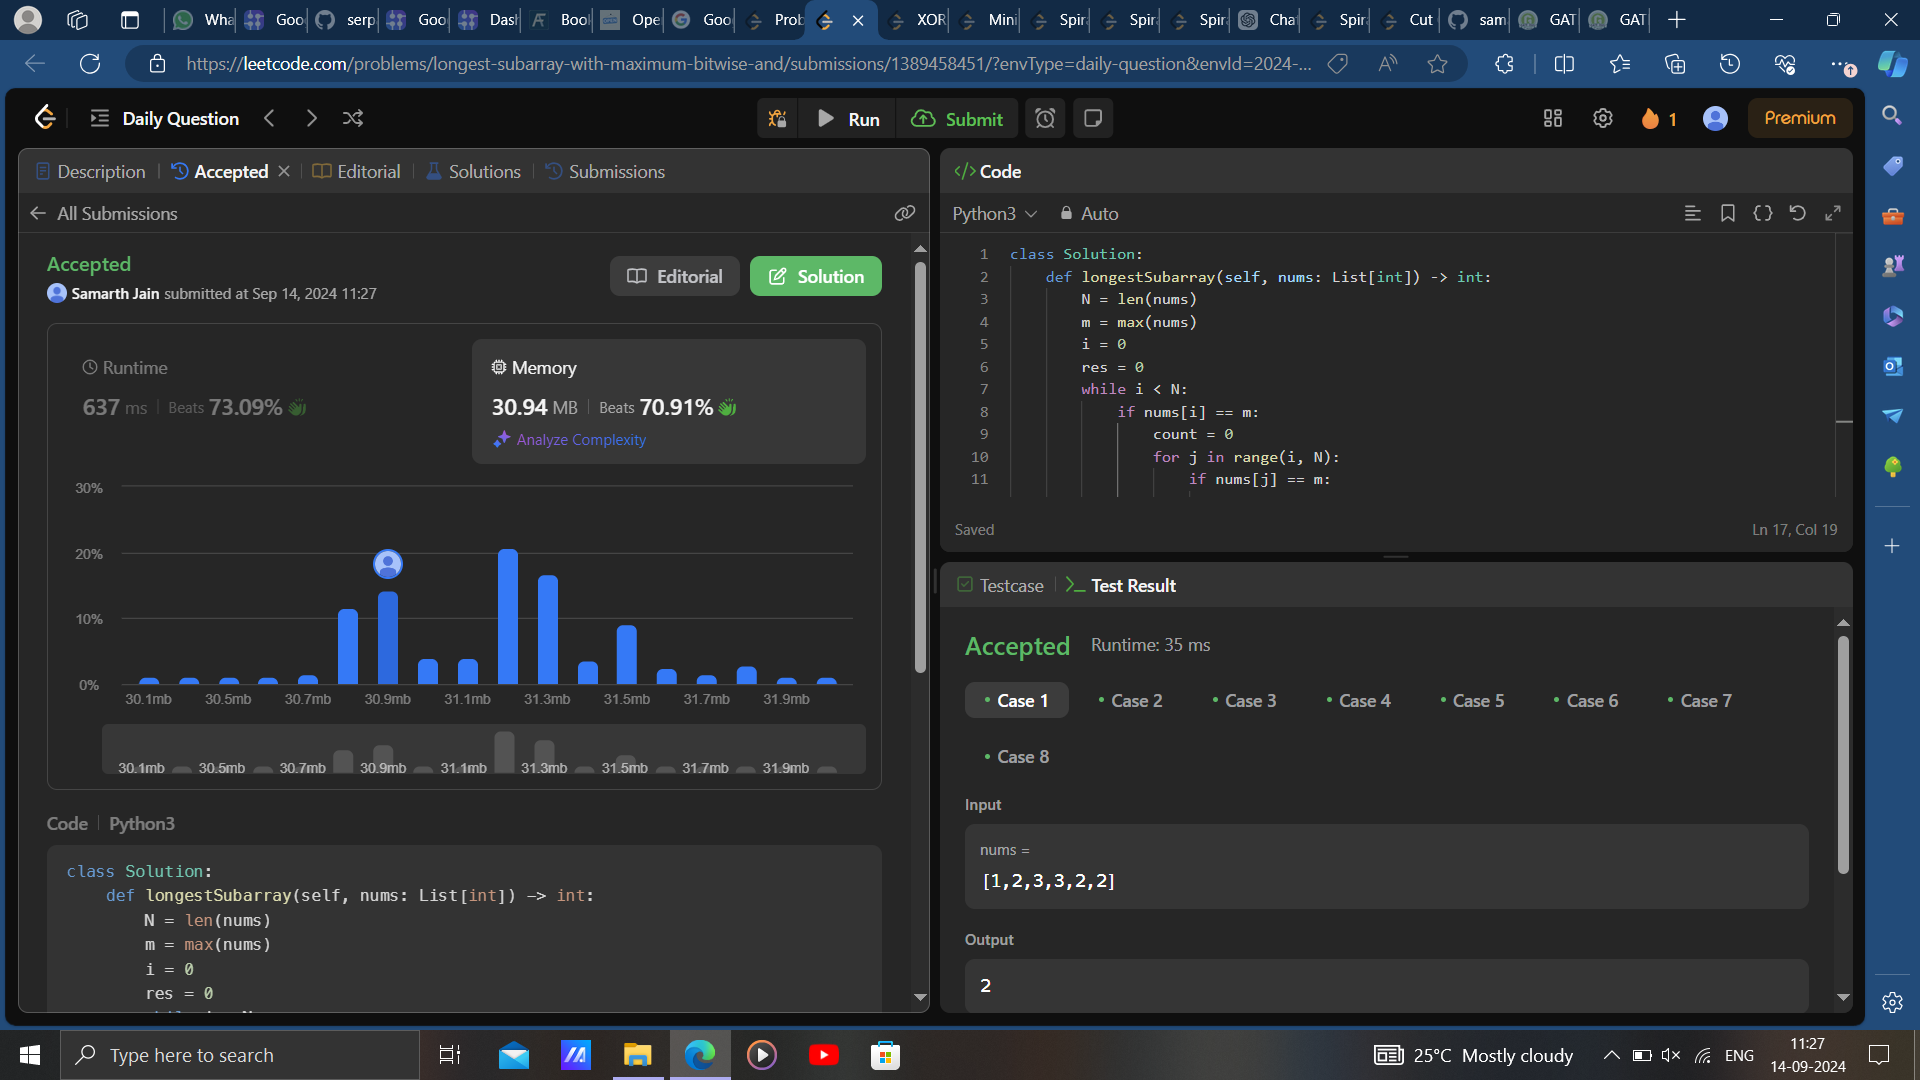 Wha
Goo
serp
Goo
Dash
Boo
Ope
Goo
Prob
XOR
Mini
Spira
Spira
Spira
Chat
Spira
Cut
sam
GAT
GAT
https://leetcode.com/problems/longest-subarray-with-maximum-bitwise-and/submissions/1389458451/?envType=daily-question&envId=2024-...
Daily Question
Run
Submit
1
Premium
Description
Accepted
Editorial
Solutions
Submissions
All Submissions
Accepted
Samarth Jain submitted at Sep 14, 2024 11:27
Editorial
Solution
Runtime
637 ms
Beats 73.09%
Memory
30.94 MB
Beats 70.91%
Analyze Complexity
30%
20%
10%
0%
30.1mb 30.5mb 30.7mb 30.9mb 31.1mb 31.3mb 31.5mb 31.7mb 31.9mb
30.1mb 30.5mb 30.7mb 30.9mb 31.1mb 31.3mb 31.5mb 31.7mb 31.9mb
Code Python3
class Solution:
def longestSubarray(self, nums: List[int]) -> int:
N = len(nums)
m = max(nums)
i = 0
res = 0
</> Code
Python3
Auto
1 class Solution:
2 def longestSubarray(self, nums: List[int]) -> int:
3 N = len(nums)
4 m = max(nums)
5 i = 0
6 res = 0
7 while i < N:
8 if nums[i] == m:
9 count = 0
10 for j in range(i, N):
11 if nums[j] == m:
Saved
Ln 17, Col 19
Testcase
Test Result
Accepted
Runtime: 35 ms
Case 1
Case 2
Case 3
Case 4
Case 5
Case 6
Case 7
Case 8
Input
nums =
[1,2,3,3,2,2]
Output
2
Type here to search
25°C Mostly cloudy
ENG
11:27
14-09-2024